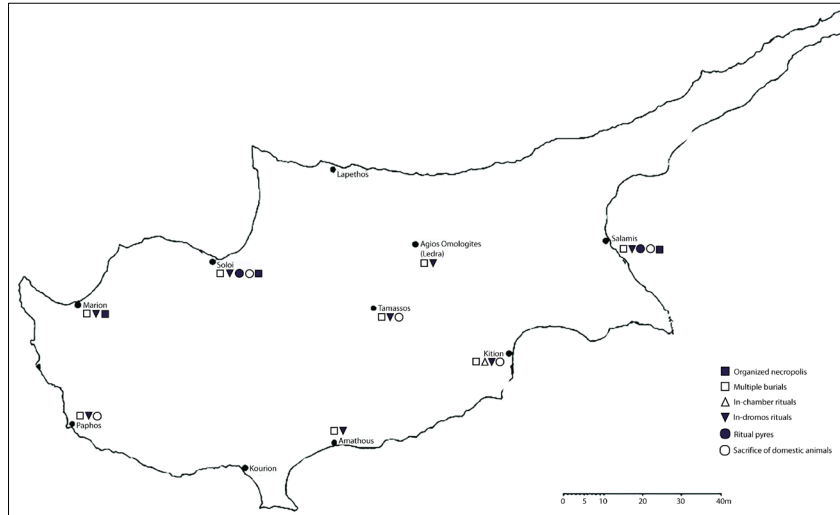 Lapethos
Agios Omologites
(Ledra)
Salamis
Soloi
Marion
Tamassos
Kition
Paphos
Amathous
Kourion
Organized necropolis
Multiple burials
In-chamber rituals
In-dromos rituals
Ritual pyres
Sacrifice of domestic animals
0 5 10 20 30 40m